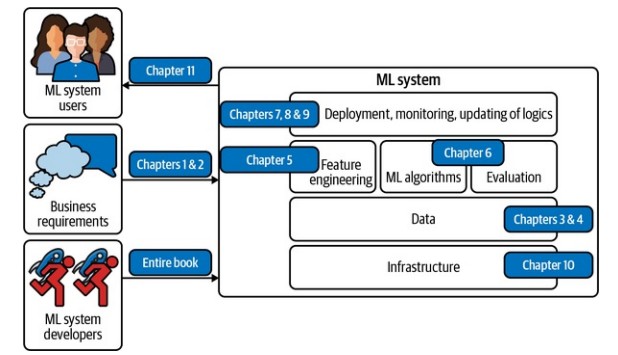 ML system
users
Chapter 11
Business
requirements
Chapters 1 & 2
ML system
developers
Entire book
ML system
Chapters 7, 8 & 9
Deployment, monitoring, updating of logics
Chapter 5
Feature
engineering
Chapter 6
ML algorithms
Evaluation
Data
Chapters 3 & 4
Infrastructure
Chapter 10